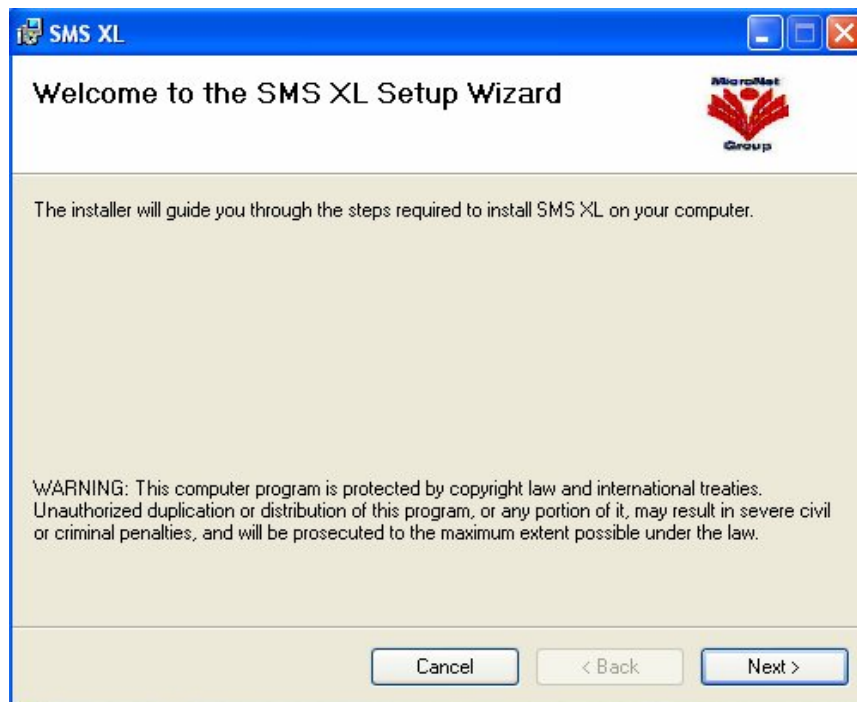 SMS XL
Welcome to the SMS XL Setup Wizard
MicroNet
Group
The installer will guide you through the steps required to install SMS XL on your computer.
WARNING: This computer program is protected by copyright law and international treaties.
Unauthorized duplication or distribution of this program, or any portion of it, may result in severe civil
or criminal penalties, and will be prosecuted to the maximum extent possible under the law.
Cancel
< Back
Next >